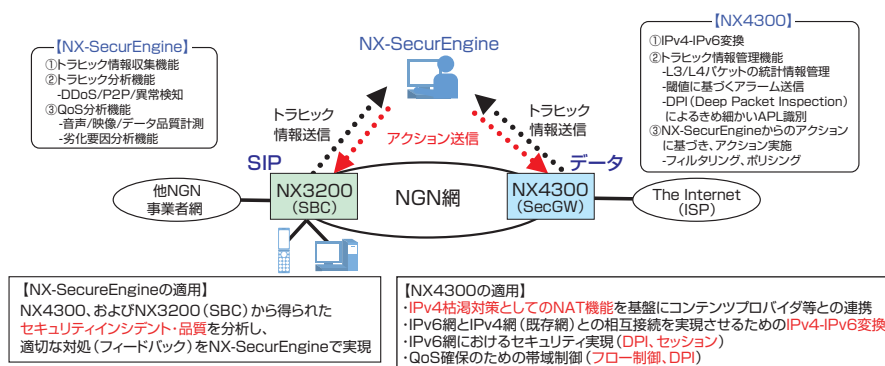 【NX-SecurEngine】
①トラヒック情報収集機能
②トラヒック分析機能
-DDoS/P2P/異常検知
③QoS分析機能
-音声/映像/データ品質計測
-劣化要因分析機能
NX-SecurEngine
【NX4300】
①IPv4-IPv6変換
②トラヒック情報管理機能
-L3/L4パケットの統計情報管理
-閾値に基づくアラーム送信
-DPI(Deep Packet Inspection)
によるきめ細かいAPL識別
③NX-SecurEngineからのアクション
に基づき、アクション実施
-フィルタリング、ポリシング
トラヒック
情報送信
アクション送信
トラヒック
情報送信
SIP
データ
他NGN
事業者網
NX3200
(SBC)
NGN網
NX4300
(SecGW)
The Internet
(ISP)
【NX-SecureEngineの適用】
NX4300、およびNX3200(SBC)から得られた
セキュリティインシデント・品質を分析し、
適切な対処(フィードバック)をNX-SecurEngineで実現
【NX4300の適用】
・IPv4枯渇対策としてのNAT機能を基盤にコンテンツプロバイダ等との連携
・IPv6網とIPv4網(既存網)との相互接続を実現させるためのIPv4-IPv6変換
・IPv6網におけるセキュリティ実現(DPI、セッション)
・QoS確保のための帯域制御(フロー制御、DPI)